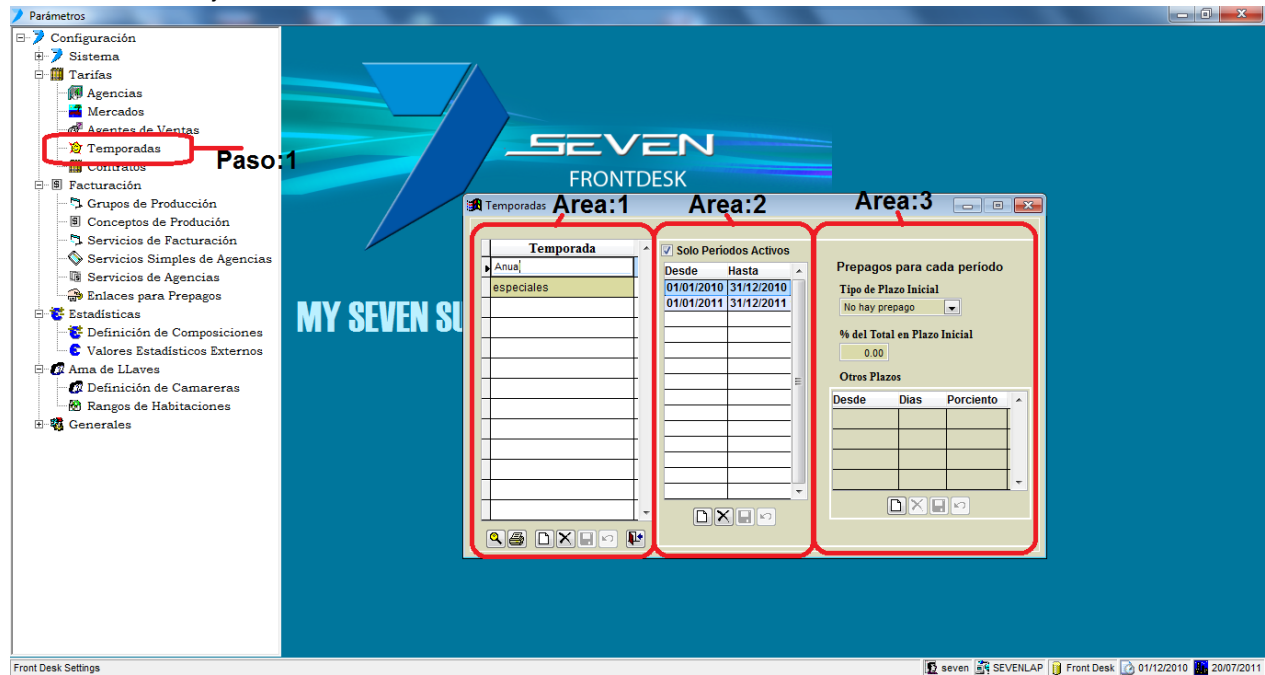 Parámetros
Configuración
Sistema
Tarifas
Agencias
Mercados
Agentes de Ventas
Temporadas
Paso:1
Contratos
Facturación
Grupos de Producción
Conceptos de Produción
Servicios de Facturación
Servicios Simples de Agencias
Servicios de Agencias
Enlaces para Prepagos
Estadísticas
Definición de Composiciones
Valores Estadísticos Externos
Ama de LLaves
Definición de Camareras
Rangos de Habitaciones
Generales
SEVEN
FRONTDESK
MY SEVEN SU
Temporadas
Area:1
Area:2
Area:3
Temporada
Anual
especiales
Solo Periodos Activos
Desde Hasta
01/01/2010 31/12/2010
01/01/2011 31/12/2011
Prepagos para cada período
Tipo de Plazo Inicial
No hay prepago
% del Total en Plazo Inicial
0.00
Otros Plazos
Desde Dias Porciento
Front Desk Settings
seven SEVENLAP Front Desk 01/12/2010 20/07/2011